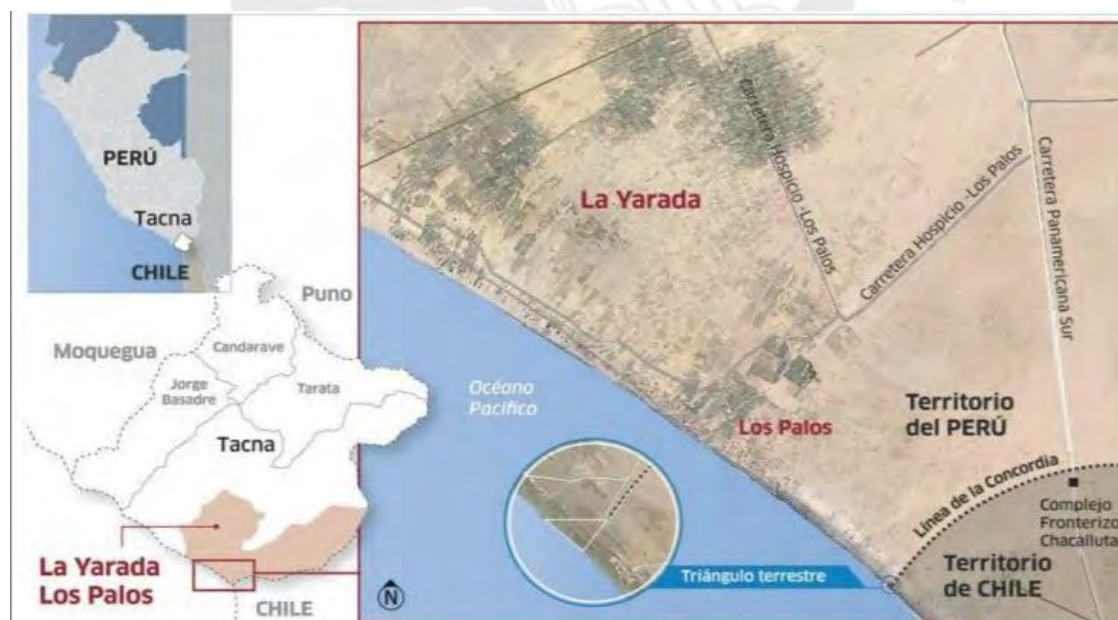 PERÚ
Tacna
CHILE
Puno
Moquegua
Candarave
Jorge
Basadre
Tarata
Tacna
La Yarada
Los Palos
CHILE
N
Océano
Pacífico
La Yarada
Carretera Hospicio -Los Palos
Carretera Hospicio -Los Palos
Carretera Panamericana Sur
Los Palos
Territorio
del PERÚ
Línea de la Concordia
Complejo
Fronterizo
Chacalluta
Triángulo terrestre
Territorio
de CHILE